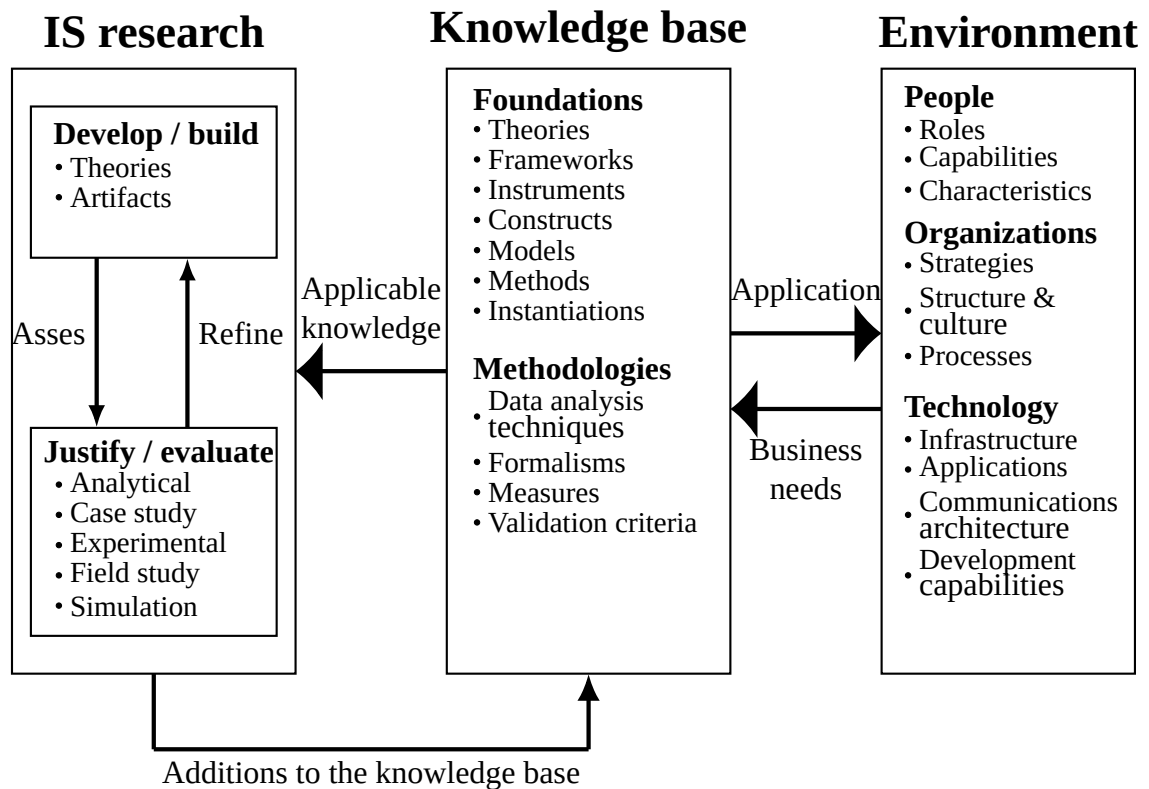 IS research
Develop / build
• Theories
• Artifacts
Asses
Refine
Justify / evaluate
• Analytical
• Case study
• Experimental
• Field study
• Simulation
Applicable
knowledge
Knowledge base
Foundations
• Theories
• Frameworks
• Instruments
• Constructs
• Models
• Methods
• Instantiations
Methodologies
• Data analysis
techniques
• Formalisms
• Measures
• Validation criteria
Application
Business
needs
Environment
People
• Roles
• Capabilities
• Characteristics
Organizations
• Strategies
• Structure &
culture
• Processes
Technology
• Infrastructure
• Applications
• Communications
architecture
• Development
capabilities
Additions to the knowledge base